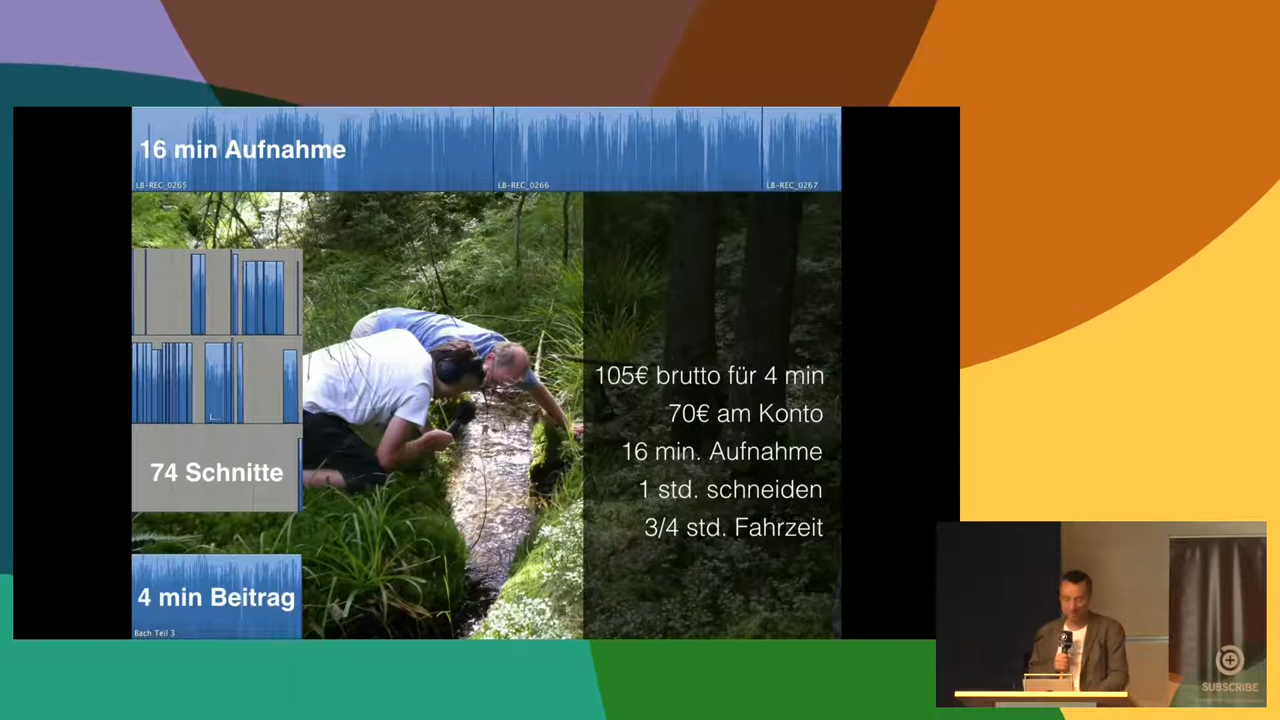 16 min Aufnahme
LB-REC_0265
LB-REC_0266
LB-REC_0267
L...
74 Schnitte
4 min Beitrag
Bach Teil 3
105€ brutto für 4 min
70€ am Konto
16 min. Aufnahme
1 std. schneiden
3/4 std. Fahrzeit
SUBSCRIBE